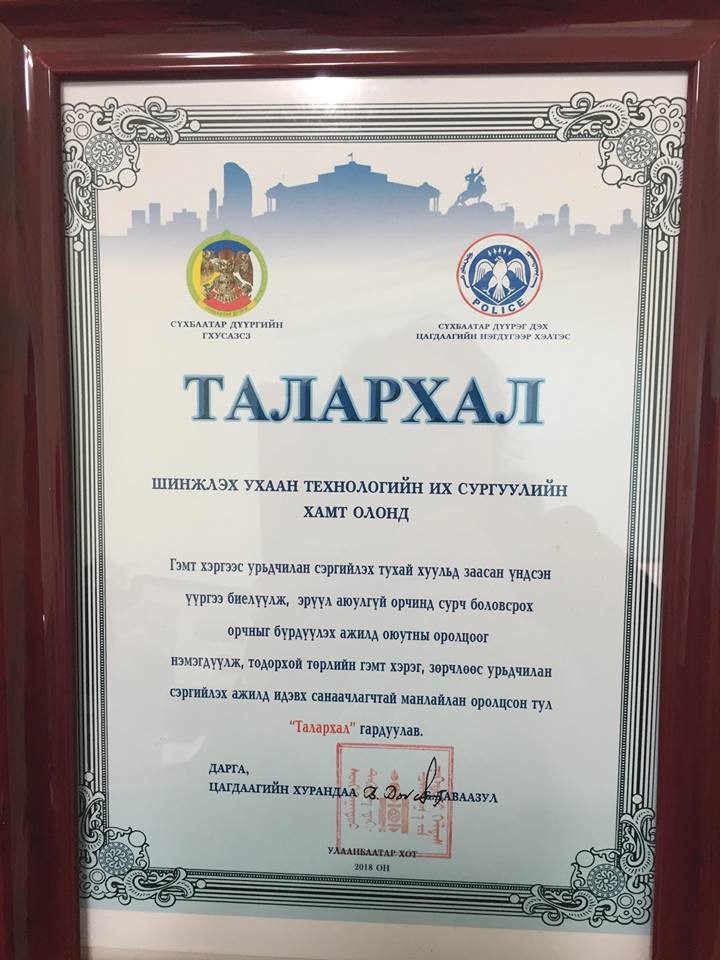 СҮХБААТАР ДҮҮРГИЙН
ГХУСАЗСЗ
POLICE
СҮХБААТАР ДҮҮРЭГ ДЭХ
ЦАГДААГИЙН НЭГДҮГЭЭР ХЭЛТЭС
ТАЛАРХАЛ
ШИНЖЛЭХ УХААН ТЕХНОЛОГИЙН ИХ СУРГУУЛИЙН
ХАМТ ОЛОНД
Гэмт хэргээс урьдчилан сэргийлэх тухай хуульд заасан үндсэн
үүргээ биелүүлж, эрүүл аюулгүй орчинд сурч боловсрох
орчныг бүрдүүлэх ажилд оюутны оролцоог
нэмэгдүүлж, тодорхой төрлийн гэмт хэрэг, зөрчлөөс урьдчилан
сэргийлэх ажилд идэвх санаачлагчтай манлайлан оролцсон тул
“Талархал” гардуулав.
ДАРГА,
ЦАГДААГИЙН ХУРАНДАА ДАВААЗУЛ
УЛААНБААТАР ХОТ
2018 ОН